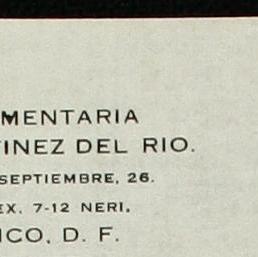 MENTARIA
TINEZ DEL RIO.
SEPTIEMBRE, 26.
EX. 7-12 NERI,
ICO, D. F.